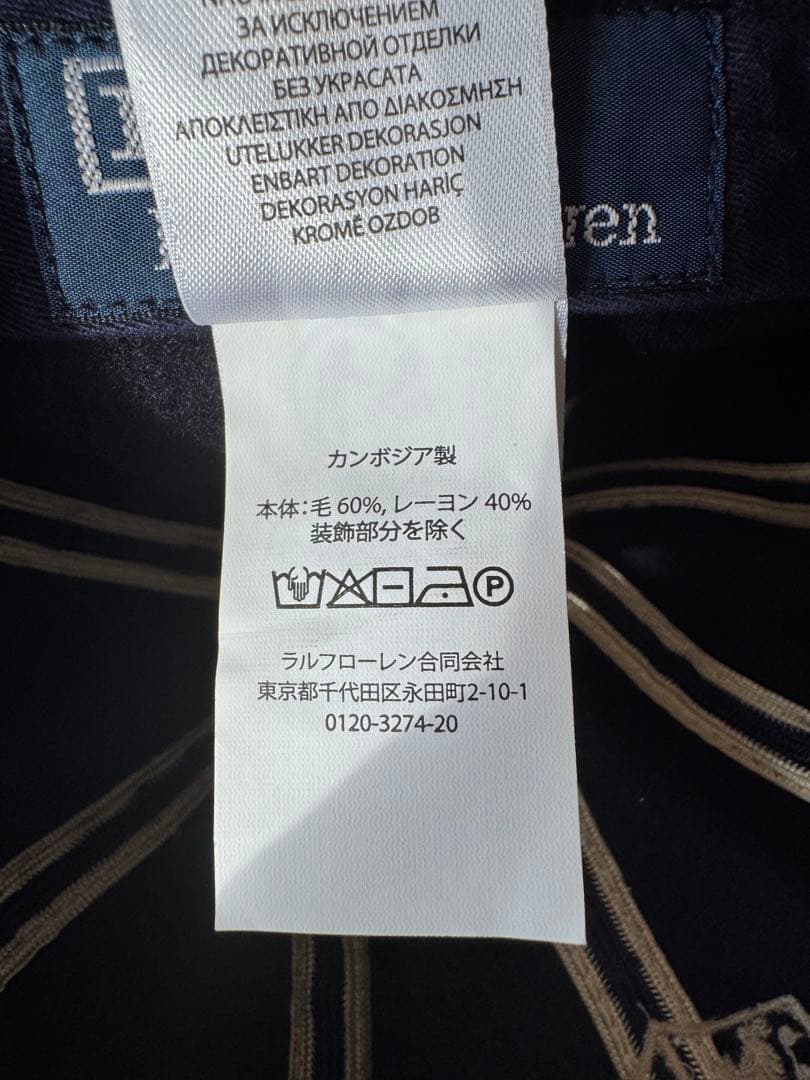 ЗА ИСКЛЮЧЕНИЕМ
ДЕКОРАТИВНОЙ ОТДЕЛКИ
БЕЗ УКРАСАТА
ΑΠΟΚΛΕΙΣΤΙΚΗ ΑΠΟ ΔΙΑΚΟΣΜΗΣΗ
UTELUKKER DEKORASJON
ENBART DEKORATION
DEKORASYON HARİÇ
KROMĚ OZDOB
ren
カンボジア製
本体:毛 60%, レーヨン 40%
装飾部分を除く
P
ラルフローレン合同会社
東京都千代田区永田町2-10-1
0120-3274-20